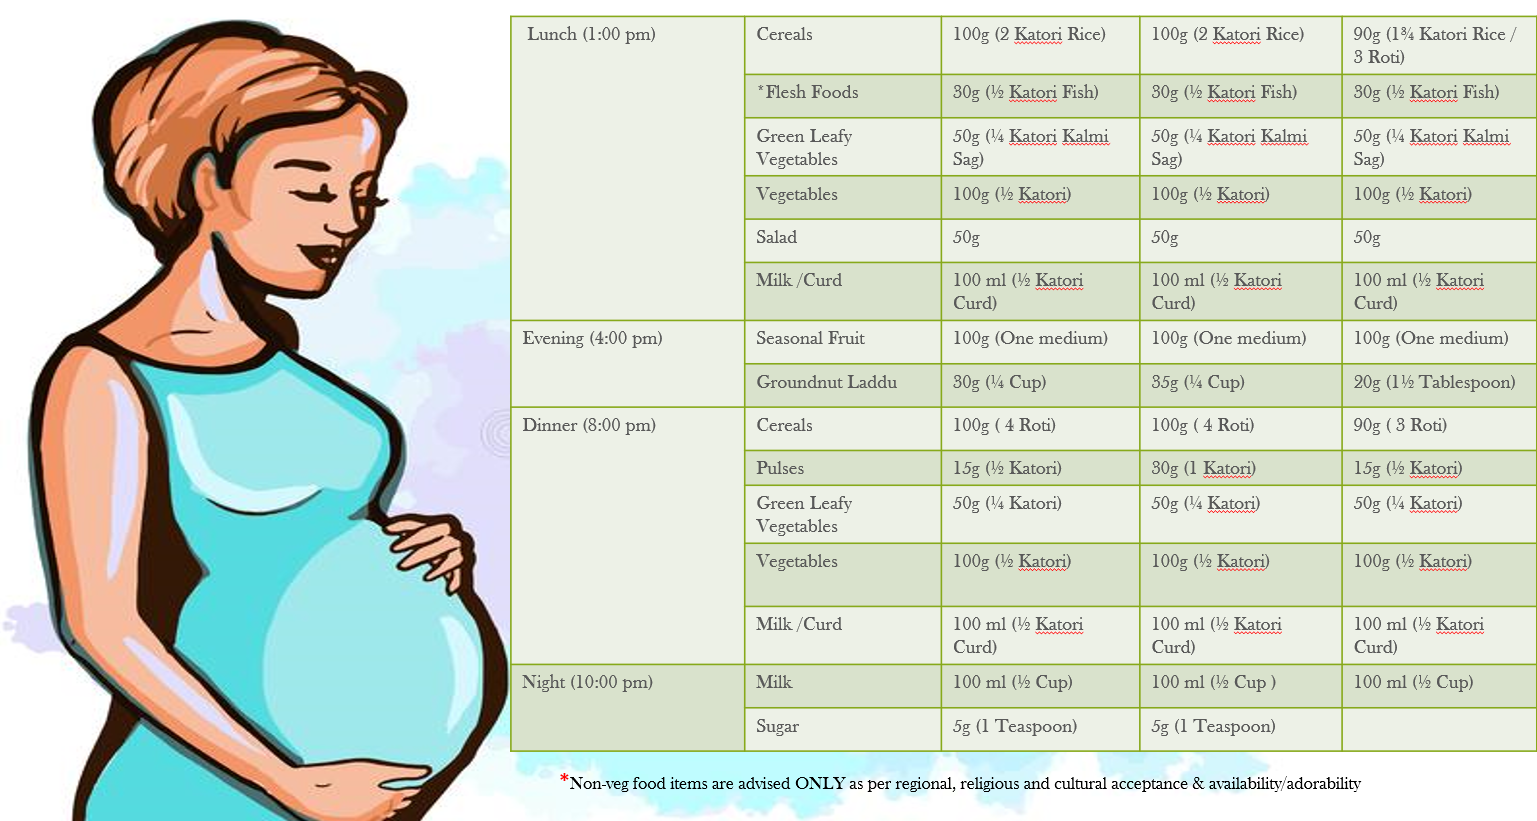 Lunch (1:00 pm) Cereals 100g (2 Katori Rice) 100g (2 Katori Rice) 90g (1¾ Katori Rice /
3 Roti)
*Flesh Foods 30g (½ Katori Fish) 30g (½ Katori Fish) 30g (½ Katori Fish)
Green Leafy 50g (¼ Katori Kalmi 50g (¼ Katori Kalmi 50g (¼ Katori Kalmi
Vegetables Sag) Sag) Sag)
Vegetables 100g (½ Katori) 100g (½ Katori) 100g (½ Katori)
Salad 50g 50g 50g
Milk /Curd 100 ml (½ Katori 100 ml (½ Katori 100 ml (½ Katori
Curd) Curd) Curd)
Evening (4:00 pm) Seasonal Fruit 100g (One medium) 100g (One medium) 100g (One medium)
Groundnut Laddu 30g (¼ Cup) 35g (¼ Cup) 20g (1½ Tablespoon)
Dinner (8:00 pm) Cereals 100g ( 4 Roti) 100g ( 4 Roti) 90g ( 3 Roti)
Pulses 15g (½ Katori) 30g (1 Katori) 15g (½ Katori)
Green Leafy 50g (¼ Katori) 50g (¼ Katori) 50g (¼ Katori)
Vegetables
Vegetables 100g (½ Katori) 100g (½ Katori) 100g (½ Katori)
Milk /Curd 100 ml (½ Katori 100 ml (½ Katori 100 ml (½ Katori
Curd) Curd) Curd)
Night (10:00 pm) Milk 100 ml (½ Cup) 100 ml (½ Cup ) 100 ml (½ Cup)
Sugar 5g (1 Teaspoon) 5g (1 Teaspoon)
*Non-veg food items are advised ONLY as per regional, religious and cultural acceptance & availability/adorability